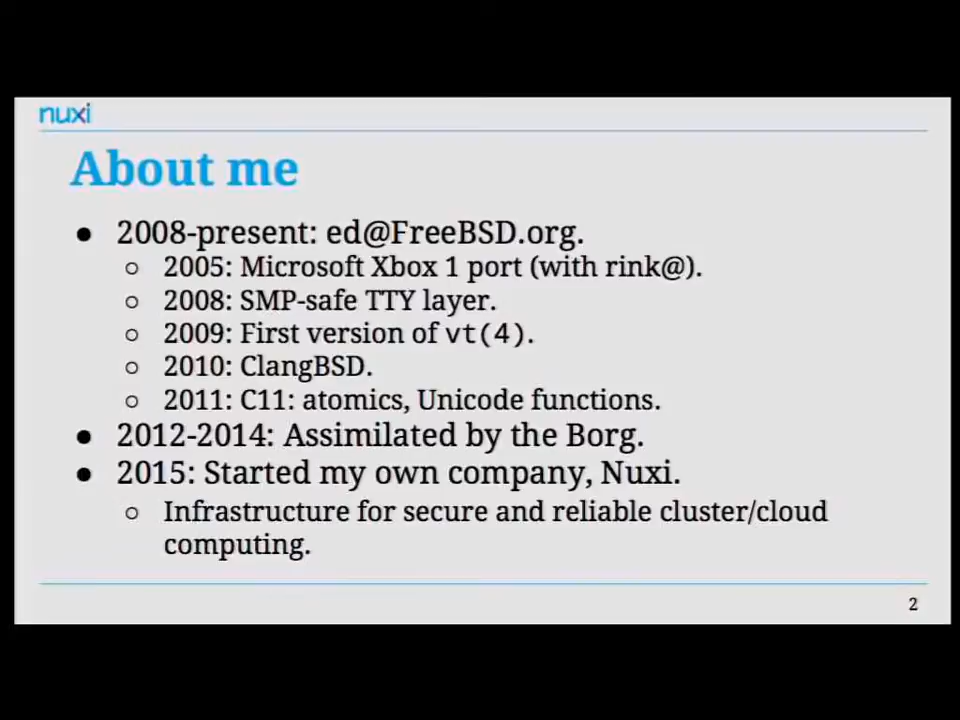 nuxi
About me
● 2008-present: ed@FreeBSD.org.
○ 2005: Microsoft Xbox 1 port (with rink@).
○ 2008: SMP-safe TTY layer.
○ 2009: First version of vt(4).
○ 2010: ClangBSD.
○ 2011: C11: atomics, Unicode functions.
● 2012-2014: Assimilated by the Borg.
● 2015: Started my own company, Nuxi.
○ Infrastructure for secure and reliable cluster/cloud
computing.
2